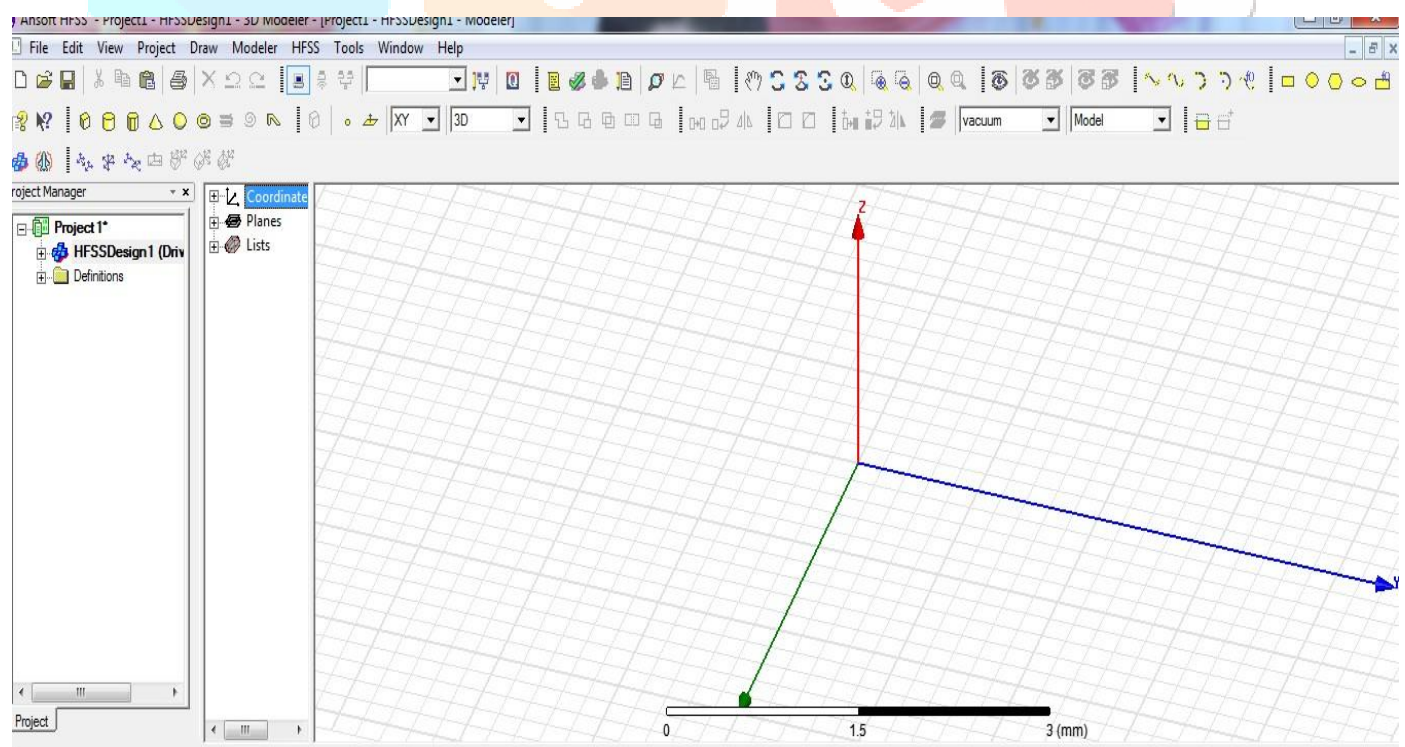 Ansoft HFSS - Project1 - HFSSDesign1 - 3D Modeler - [Project1 - HFSSDesign1 - Modeler]
File Edit View Project Draw Modeler HFSS Tools Window Help
XY 3D vacuum Model
roject Manager
Project1*
HFSSDesign1 (Driv
Definitions
Coordinate
Planes
Lists
Z
Y
0 1.5 3 (mm)
Project